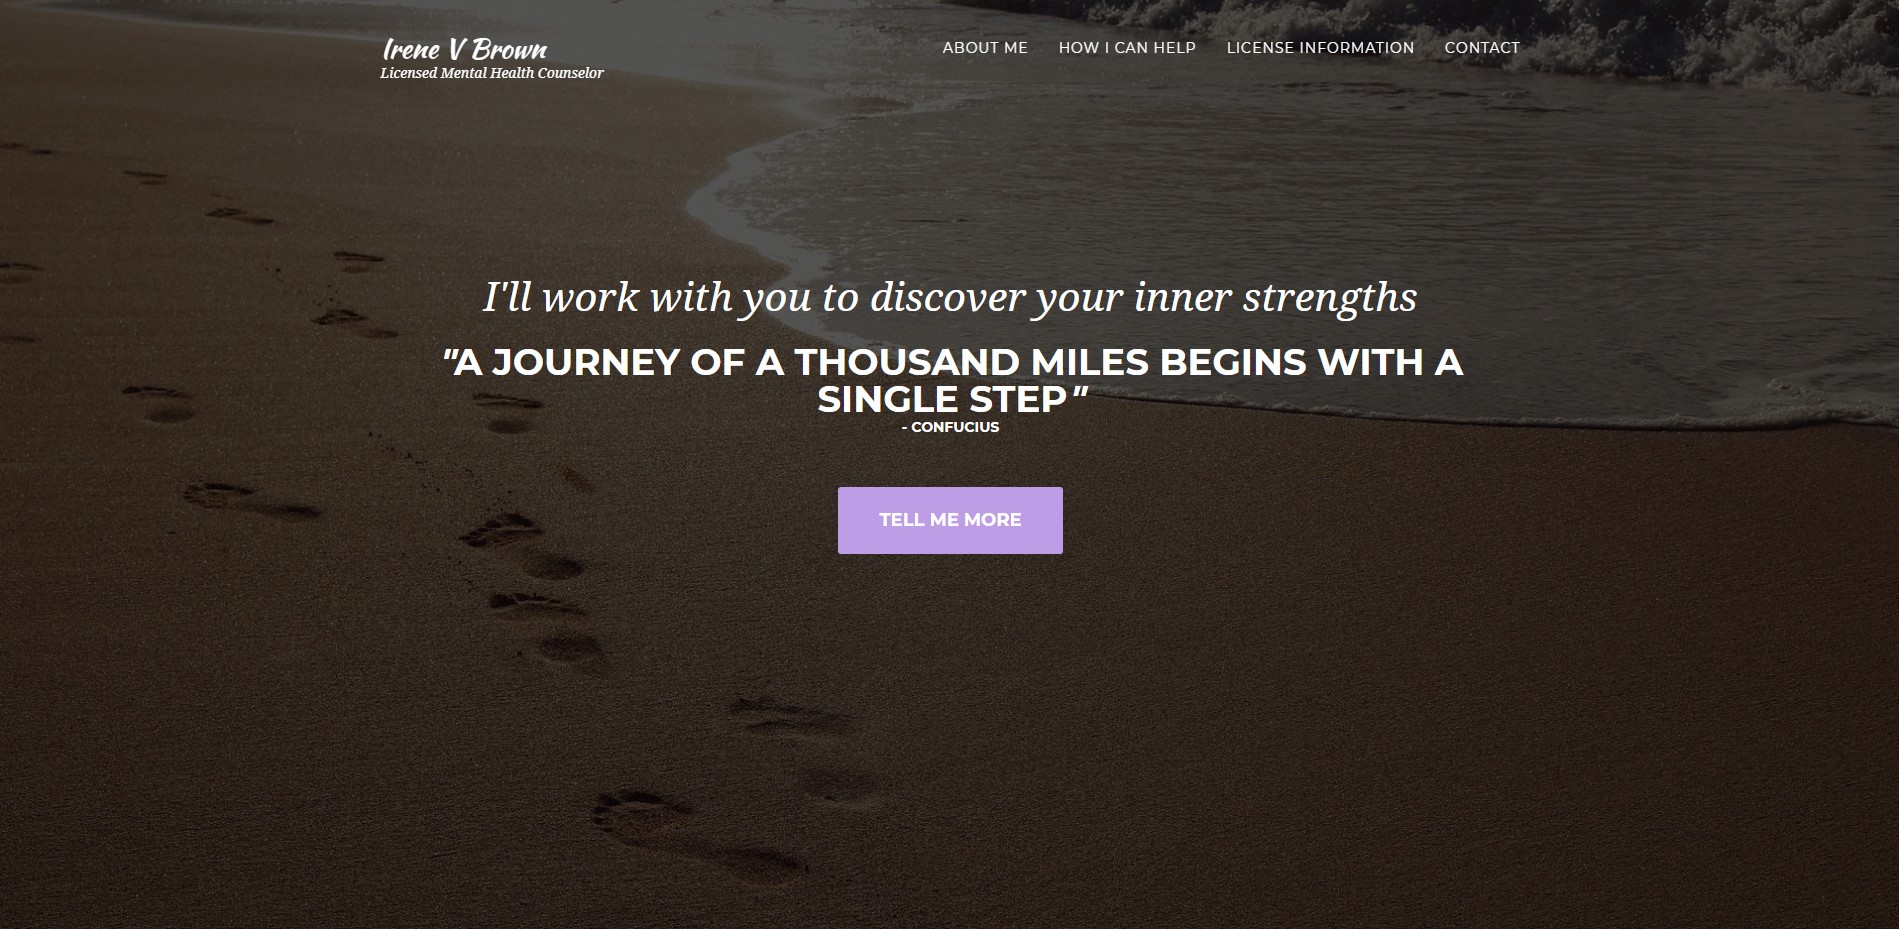 Irene V Brown
Licensed Mental Health Counselor
ABOUT ME HOW I CAN HELP LICENSE INFORMATION CONTACT
I'll work with you to discover your inner strengths
"A JOURNEY OF A THOUSAND MILES BEGINS WITH A
SINGLE STEP"
- CONFUCIUS
TELL ME MORE